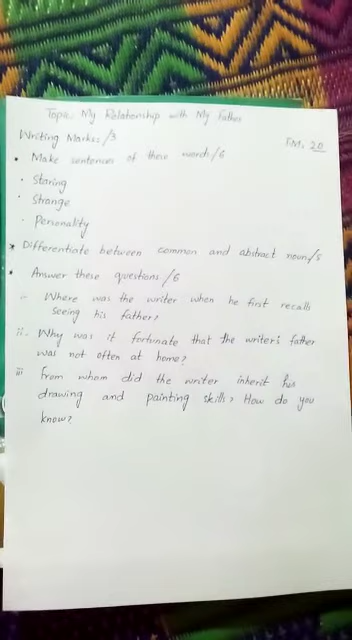 Topic: My Relationship with My Father
Writing Marks:/3
F.M. 20
* Make sentences of these words/6
· Staring
· Strange
· Personality
* Differentiate between common and abstract noun/5
* Answer these questions/6
i- Where was the writer when he first recalls
seeing his father?
ii- Why was it fortunate that the writer's father
was not often at home?
iii From whom did the writer inherit his
drawing and painting skills? How do you
know?